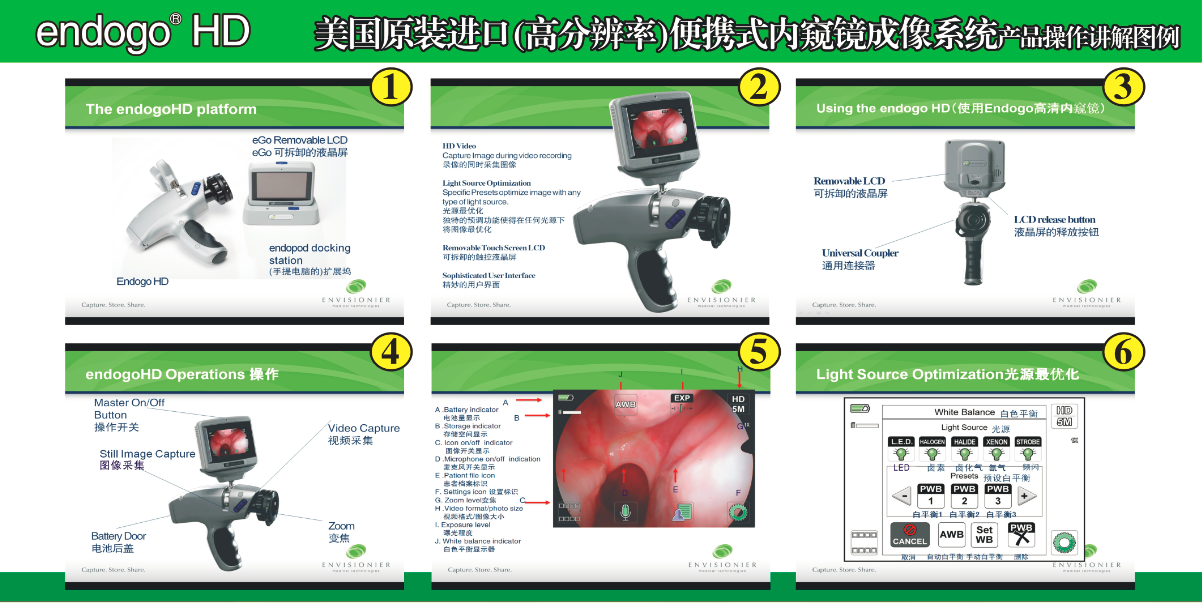 endogo® HD
美国原装进口(高分辨率)便携式内窥镜成像系统产品操作讲解图例
1
The endogoHD platform
eGo Removable LCD
eGo 可拆卸的液晶屏
endopod docking
station
(手提电脑的)扩展坞
Endogo HD
Capture. Store. Share.
ENVISIONIER
medical technologies
2
HD Video
Capture Image during video recording
录像的同时采集图像
Light Source Optimization
Specific Presets optimize image with any
type of light source.
光源最优化
独特的预调功能使得在任何光源下
将图像最优化
Removable Touch Screen LCD
可拆卸的触控液晶屏
Sophisticated User Interface
精妙的用户界面
Capture. Store. Share.
ENVISIONIER
medical technologies
3
Using the endogo HD(使用Endogo高清内窥镜)
Removable LCD
可拆卸的液晶屏
LCD release button
液晶屏的释放按钮
Universal Coupler
通用连接器
Capture. Store. Share.
ENVISIONIER
medical technologies
4
endogoHD Operations 操作
Master On/Off
Button
操作开关
Video Capture
视频采集
Still Image Capture
图像采集
Battery Door
电池后盖
Zoom
变焦
Capture. Store. Share.
ENVISIONIER
medical technologies
5
A .Battery indicator
电池量显示
B .Storage indicator
存储空间显示
C. Icon on/off indicator
图像开关显示
D .Microphone on/off indication
麦克风开关显示
E .Patient file icon
患者档案标识
F. Settings icon 设置标识
G. Zoom level变焦
H .Video format/photo size
视频格式/图像大小
I. Exposure level
曝光程度
J. White balance indicator
白色平衡显示器
A
B
C
J
I
H
AWB
EXP
HD
5M
G
1X
D
E
F
Capture. Store. Share.
ENVISIONIER
medical technologies
6
Light Source Optimization光源最优化
White Balance 白色平衡
HD
5M
Light Source 光源
L.E.D. HALOGEN HALIDE XENON STROBE
LED 卤素 卤化气 氙气 频闪
Presets 预设白平衡
- PWB 1 PWB 2 PWB 3 +
白平衡1 白平衡2 白平衡3
CANCEL AWB Set WB PWB
取消 自动白平衡 手动白平衡 删除
Capture. Store. Share.
ENVISIONIER
medical technologies